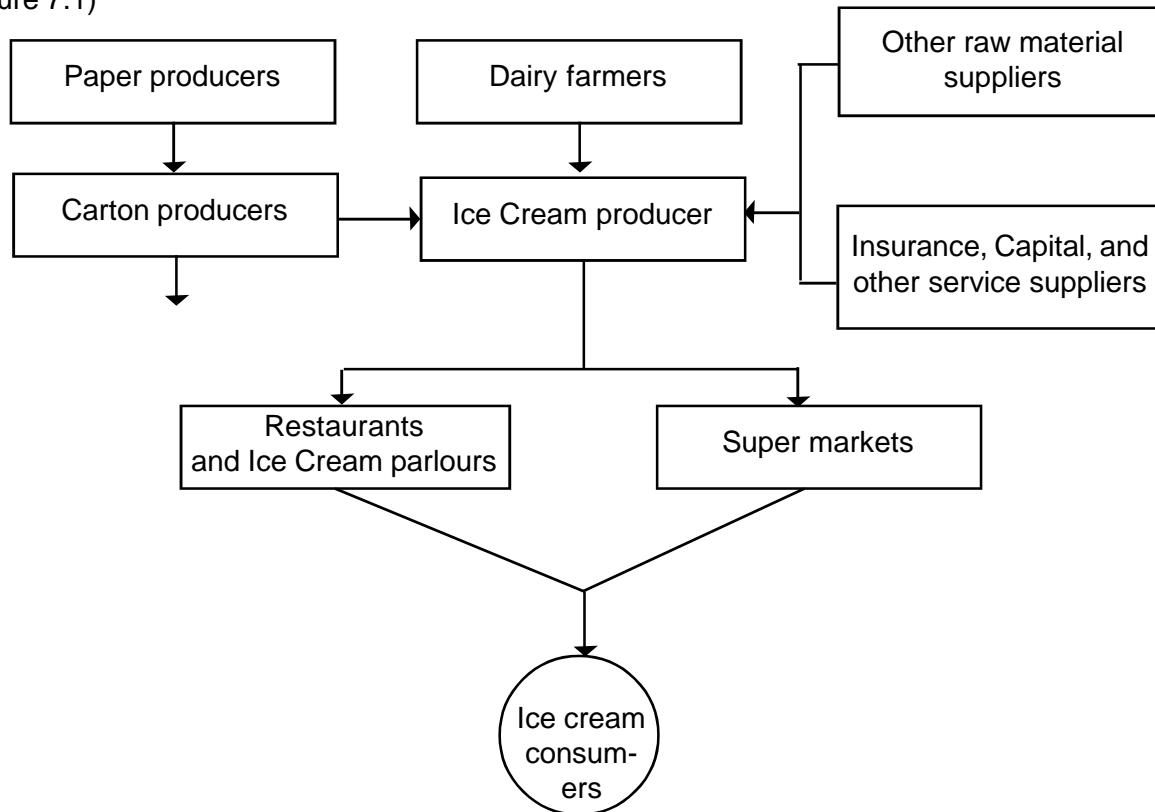 ure 7.1)
Paper producers
Dairy farmers
Other raw material
suppliers
Carton producers
Ice Cream producer
Insurance, Capital, and
other service suppliers
Restaurants
and Ice Cream parlours
Super markets
Ice cream
consum-
ers